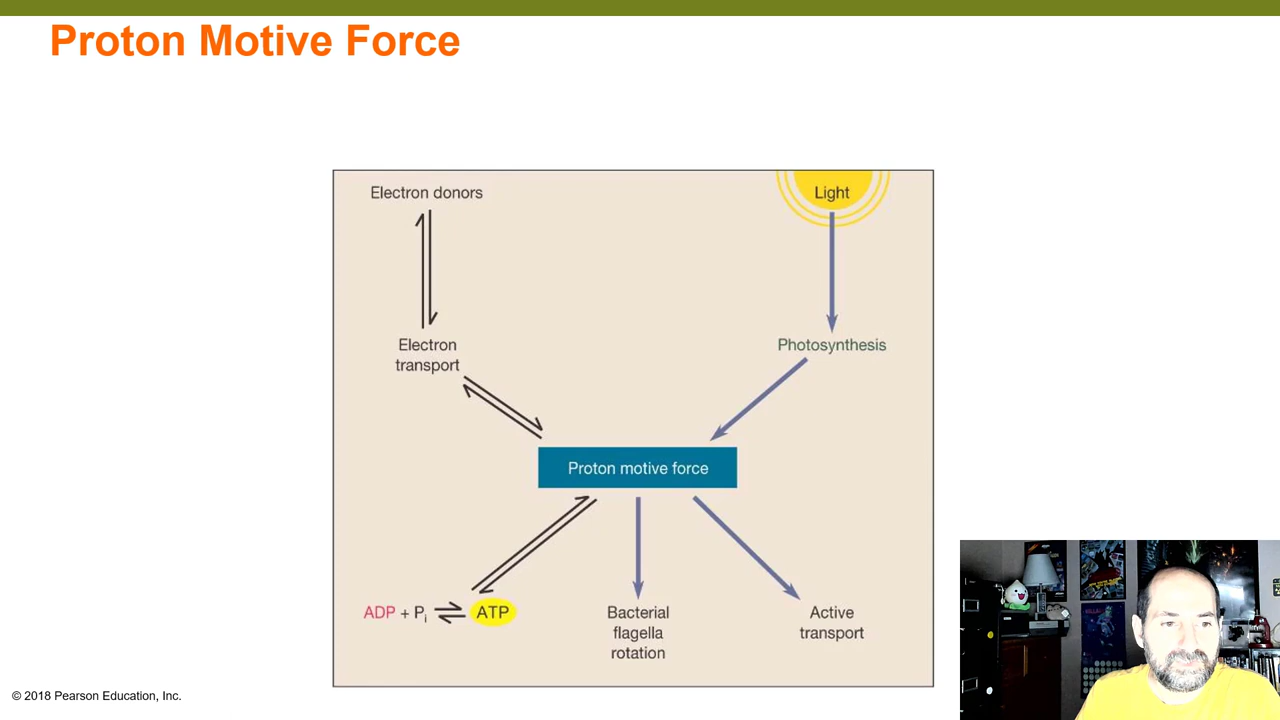 Proton Motive Force
Electron donors
Light
Electron
transport
Photosynthesis
Proton motive force
ADP + Pi ⇌ ATP
Bacterial
flagella
rotation
Active
transport
© 2018 Pearson Education, Inc.